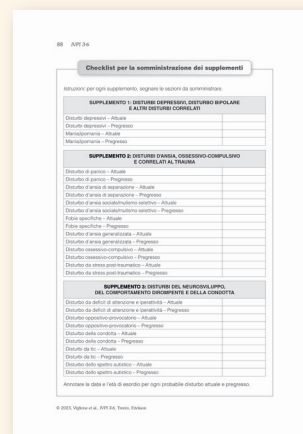 88 JVPI 3-6
Checklist per la somministrazione dei supplementi
Istruzioni: per ogni supplemento, segnare le sezioni da somministrare.
SUPPLEMENTO 1: DISTURBI DEPRESSIVI, DISTURBO BIPOLARE
E ALTRI DISTURBI CORRELATI
Disturbi depressivi – Attuale
Disturbi depressivi – Pregresso
Mania/ipomania – Attuale
Mania/ipomania – Pregresso
SUPPLEMENTO 2: DISTURBI D'ANSIA, OSSESSIVO-COMPULSIVO
E CORRELATI AL TRAUMA
Disturbo di panico – Attuale
Disturbo di panico – Pregresso
Disturbo d'ansia di separazione – Attuale
Disturbo d'ansia di separazione – Pregresso
Disturbo d'ansia sociale/mutismo selettivo – Attuale
Disturbo d'ansia sociale/mutismo selettivo – Pregresso
Fobie specifiche – Attuale
Fobie specifiche – Pregresso
Disturbo d'ansia generalizzata – Attuale
Disturbo d'ansia generalizzata – Pregresso
Disturbo ossessivo-compulsivo – Attuale
Disturbo ossessivo-compulsivo – Pregresso
Disturbo da stress post-traumatico – Attuale
Disturbo da stress post-traumatico – Pregresso
SUPPLEMENTO 3: DISTURBI DEL NEUROSVILUPPO,
DEL COMPORTAMENTO DIROMPENTE E DELLA CONDOTTA
Disturbo da deficit di attenzione e iperattività – Attuale
Disturbo da deficit di attenzione e iperattività – Pregresso
Disturbo oppositivo-provocatorio – Attuale
Disturbo oppositivo-provocatorio – Pregresso
Disturbo della condotta – Attuale
Disturbo della condotta – Pregresso
Disturbi da tic – Attuale
Disturbi da tic – Pregresso
Disturbo dello spettro autistico – Attuale
Disturbo dello spettro autistico – Pregresso
Annotare la data e l'età di esordio per ogni probabile disturbo attuale e pregresso.
© 2023, Viglione et al., JVPI 3-6, Trento, Erickson